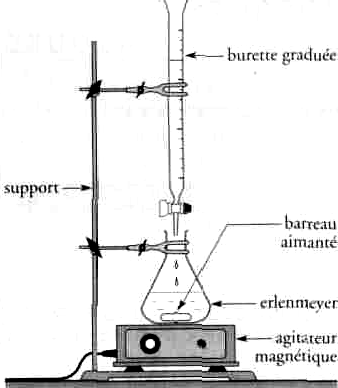 burette graduée
support
barreau
aimanté
erlenmeyer
agitateur
magnétique